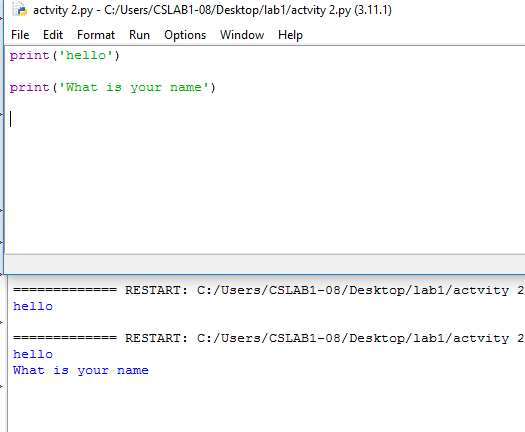 actvity 2.py - C:/Users/CSLAB1-08/Desktop/lab1/actvity 2.py (3.11.1)
File Edit Format Run Options Window Help
print('hello')
print('What is your name')
============= RESTART: C:/Users/CSLAB1-08/Desktop/lab1/actvity 2
hello
============= RESTART: C:/Users/CSLAB1-08/Desktop/lab1/actvity 2
hello
What is your name